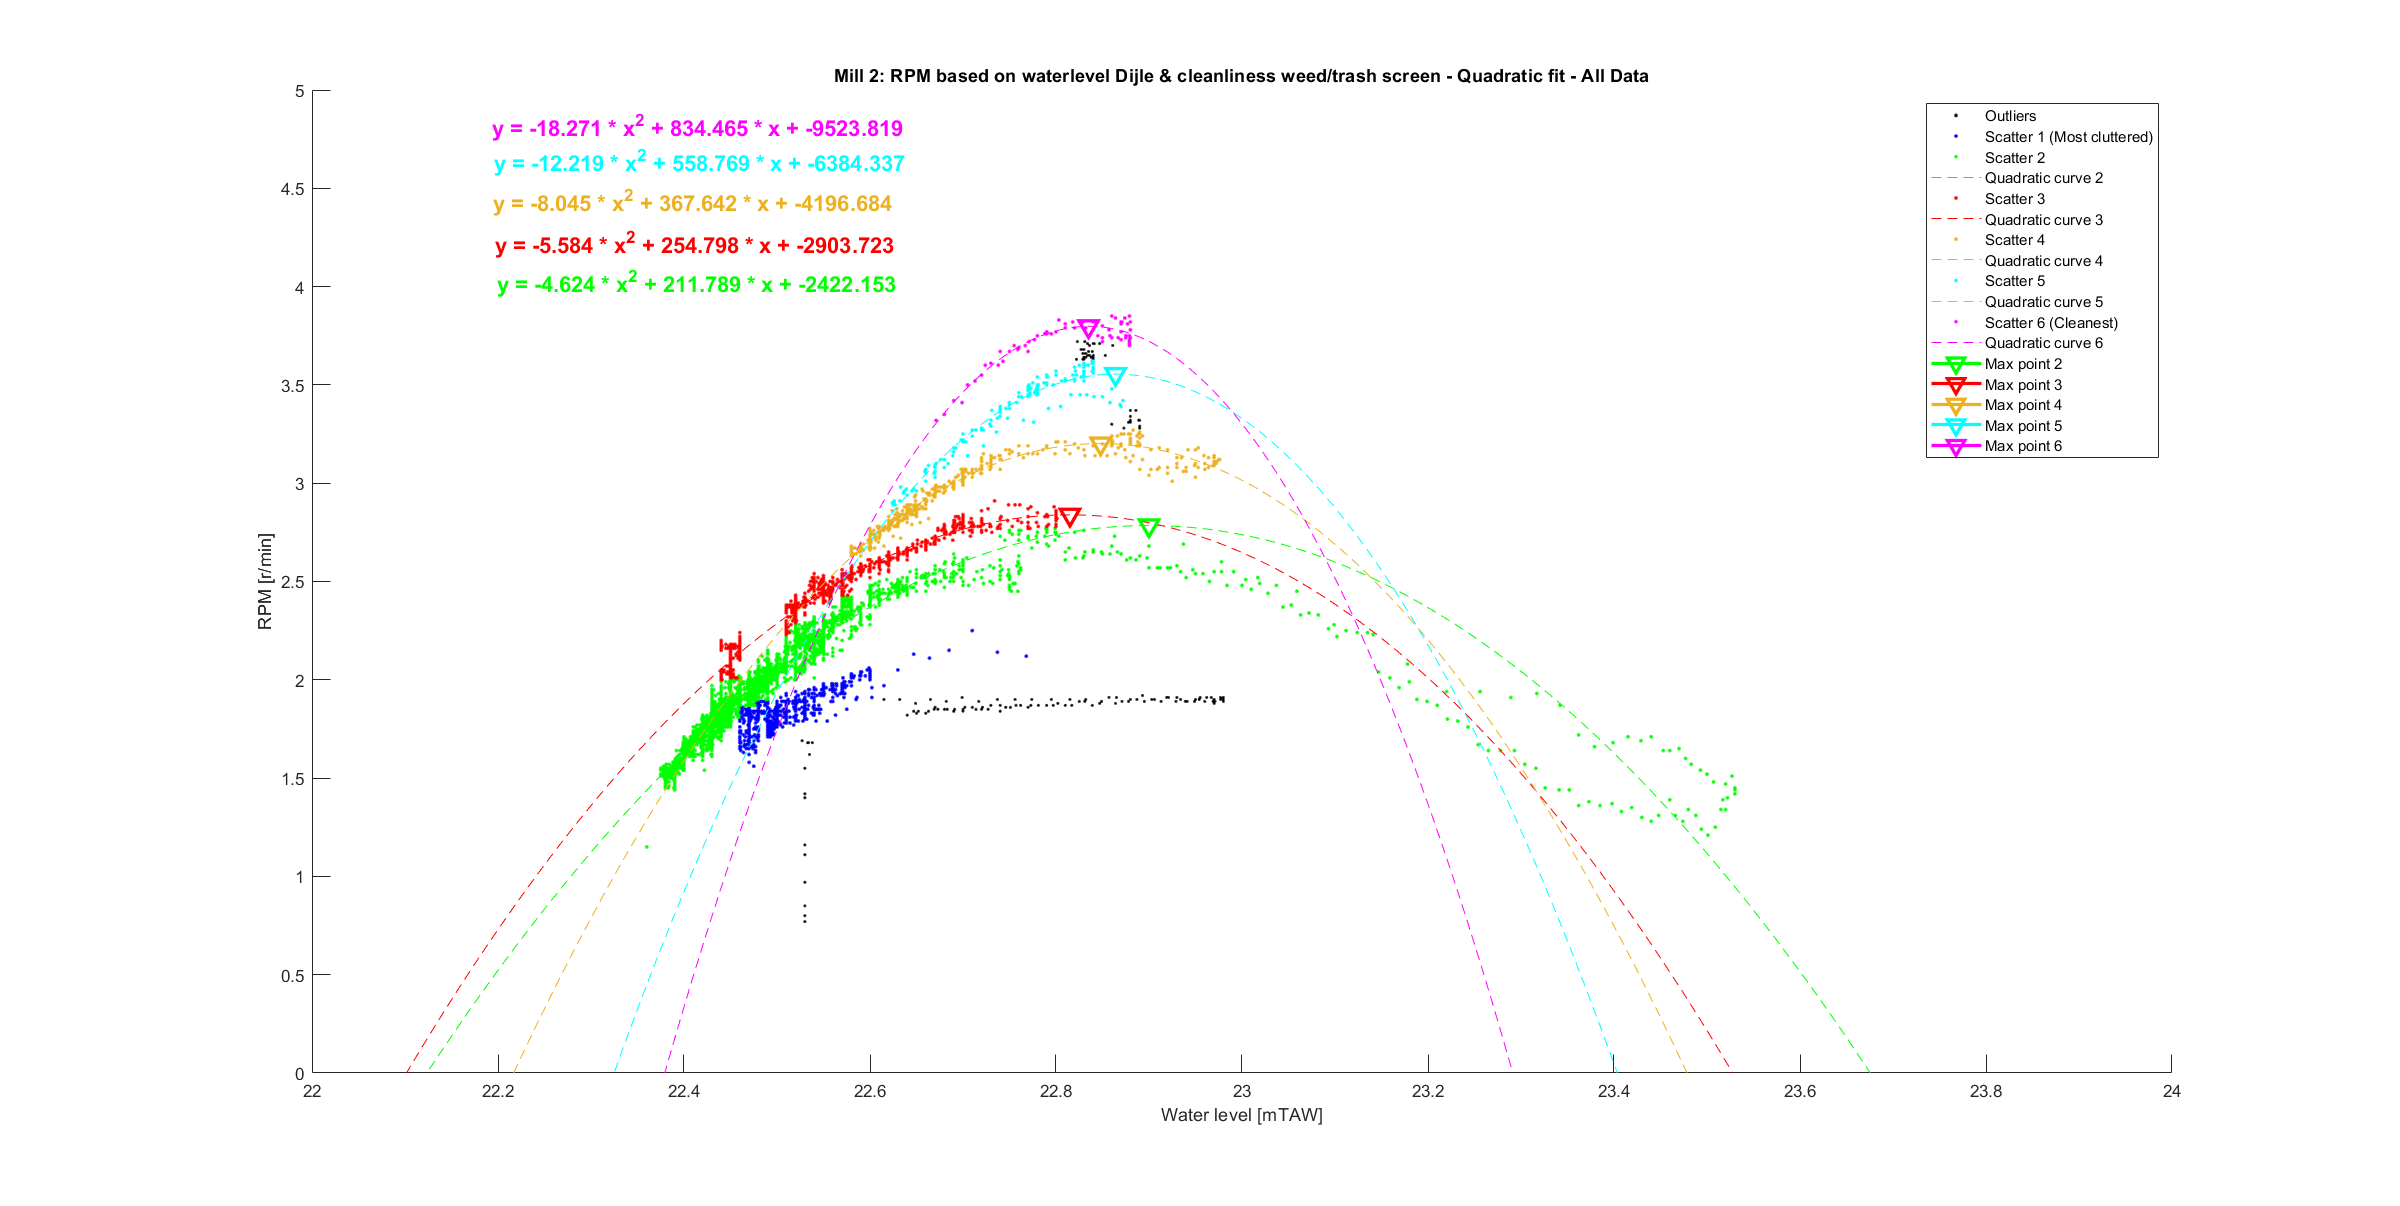 Mill 2: RPM based on waterlevel Dijle & cleanliness weed/trash screen - Quadratic fit - All Data
y = -18.271 * x² + 834.465 * x + -9523.819
y = -12.219 * x² + 558.769 * x + -6384.337
y = -8.045 * x² + 367.642 * x + -4196.684
y = -5.584 * x² + 254.798 * x + -2903.723
y = -4.624 * x² + 211.789 * x + -2422.153
Outliers
Scatter 1 (Most cluttered)
Scatter 2
Quadratic curve 2
Scatter 3
Quadratic curve 3
Scatter 4
Quadratic curve 4
Scatter 5
Quadratic curve 5
Scatter 6 (Cleanest)
Quadratic curve 6
Max point 2
Max point 3
Max point 4
Max point 5
Max point 6
RPM [r/min]
5
4.5
4
3.5
3
2.5
2
1.5
1
0.5
0
22 22.2 22.4 22.6 22.8 23 23.2 23.4 23.6 23.8 24
Water level [mTAW]